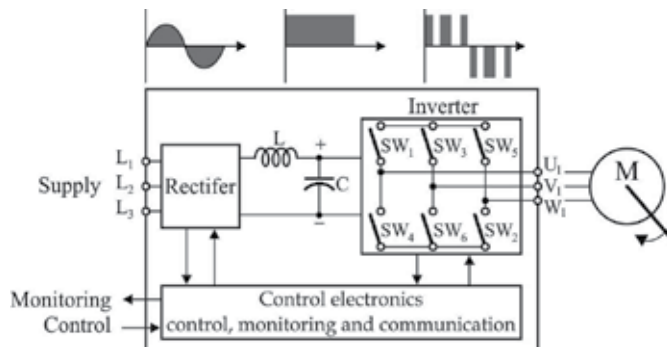 Inverter
L
+
SW₁
SW₃
SW₅
L₁
L₂
L₃
Supply
Rectifer
C
−
U₁
V₁
W₁
M
SW₄
SW₆
SW₂
Monitoring
Control
Control electronics
control, monitoring and communication